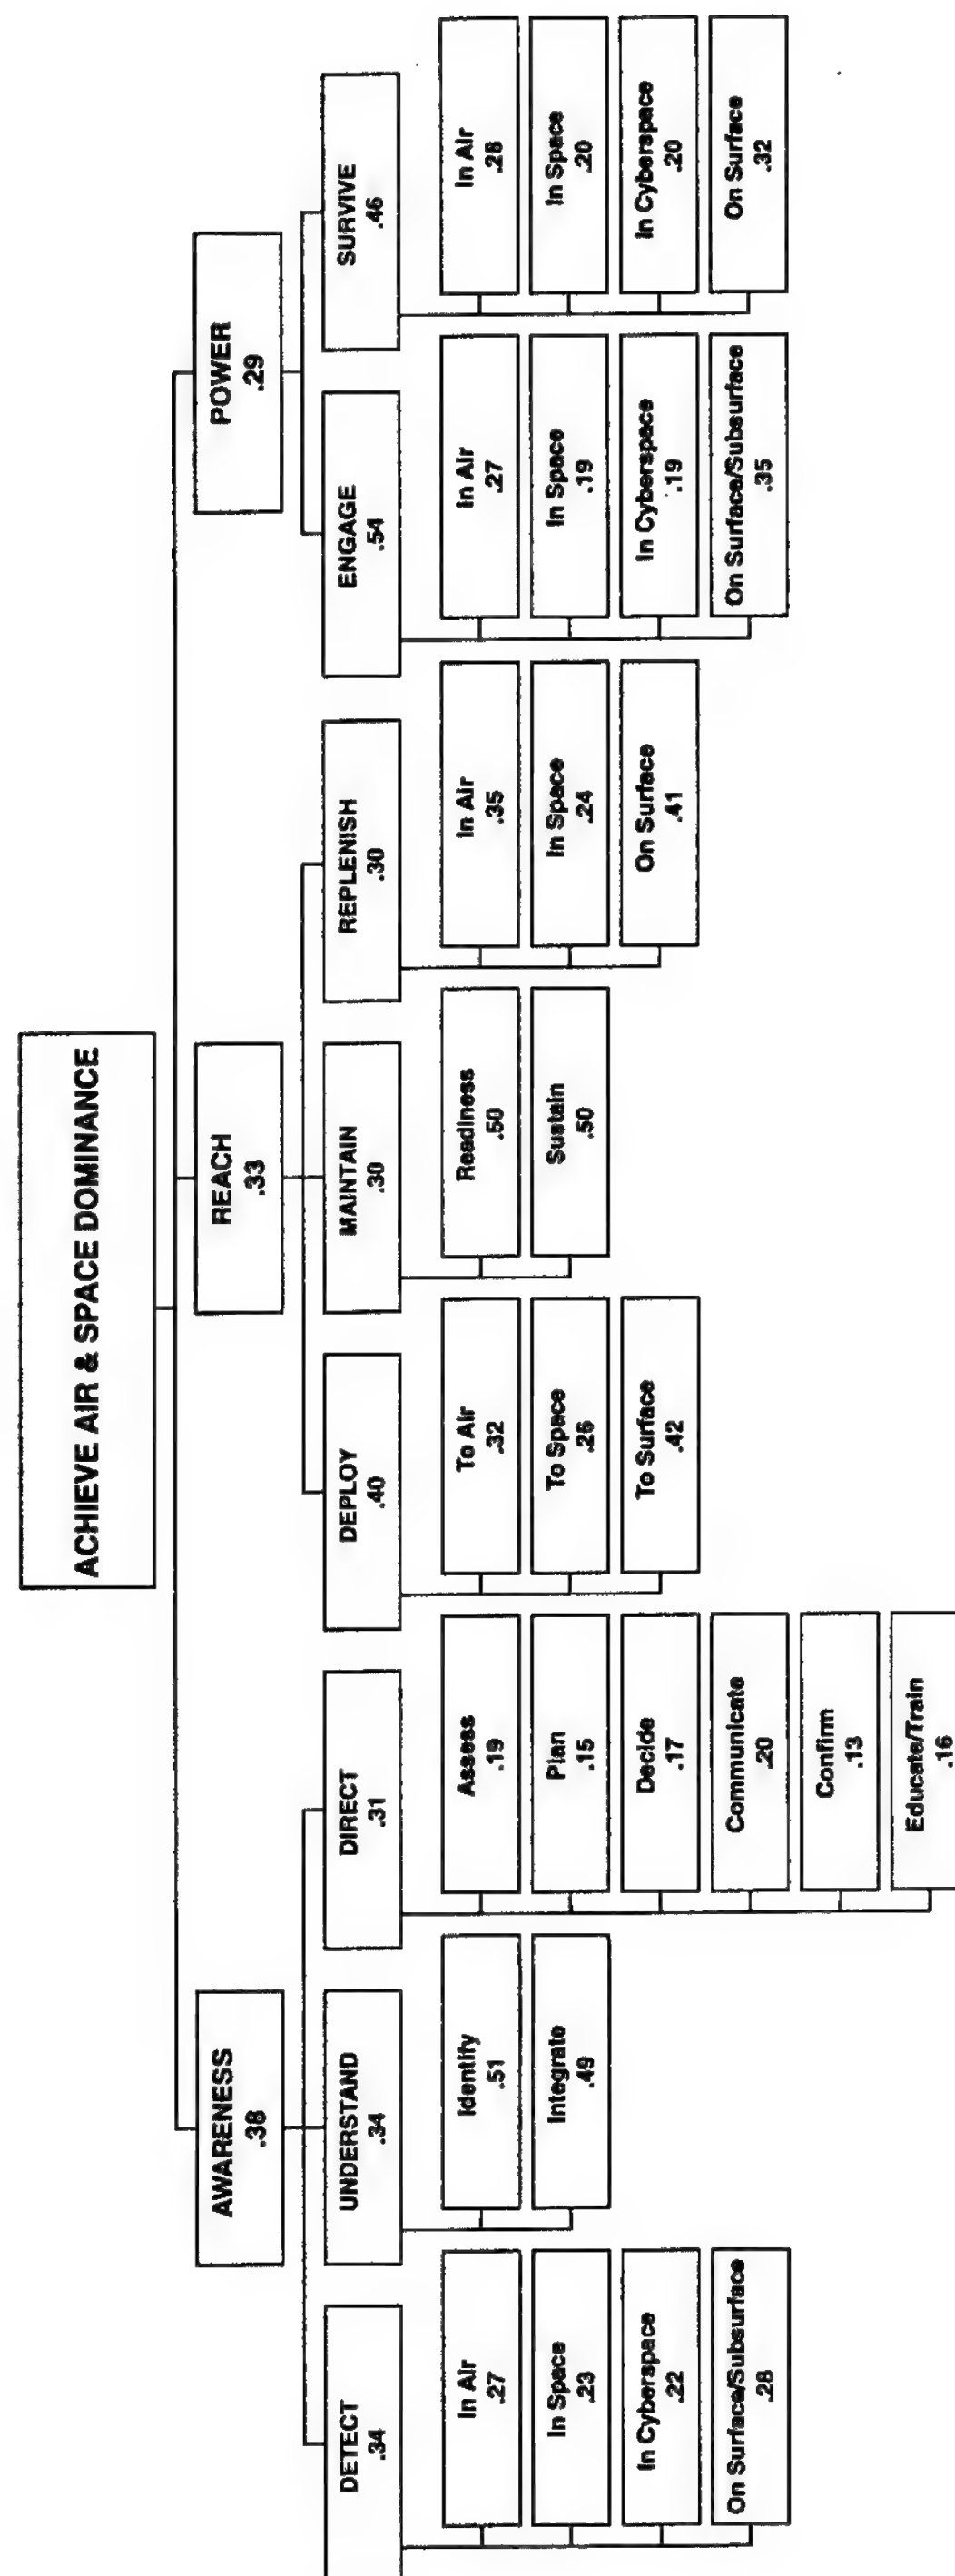 ACHIEVE AIR & SPACE DOMINANCE
AWARENESS
.38
REACH
.33
POWER
.29
DETECT
.34
UNDERSTAND
.34
DIRECT
.31
DEPLOY
.40
MAINTAIN
.30
REPLENISH
.30
ENGAGE
.54
SURVIVE
.46
In Air
.27
In Space
.23
In Cyberspace
.22
On Surface/Subsurface
.28
Identify
.51
Integrate
.49
Assess
.19
Plan
.15
Decide
.17
Communicate
.20
Confirm
.13
Educate/Train
.16
To Air
.32
To Space
.26
To Surface
.42
Readiness
.50
Sustain
.50
In Air
.35
In Space
.24
On Surface
.41
In Air
.27
In Space
.19
In Cyberspace
.19
On Surface/Subsurface
.35
In Air
.28
In Space
.20
In Cyberspace
.20
On Surface
.32